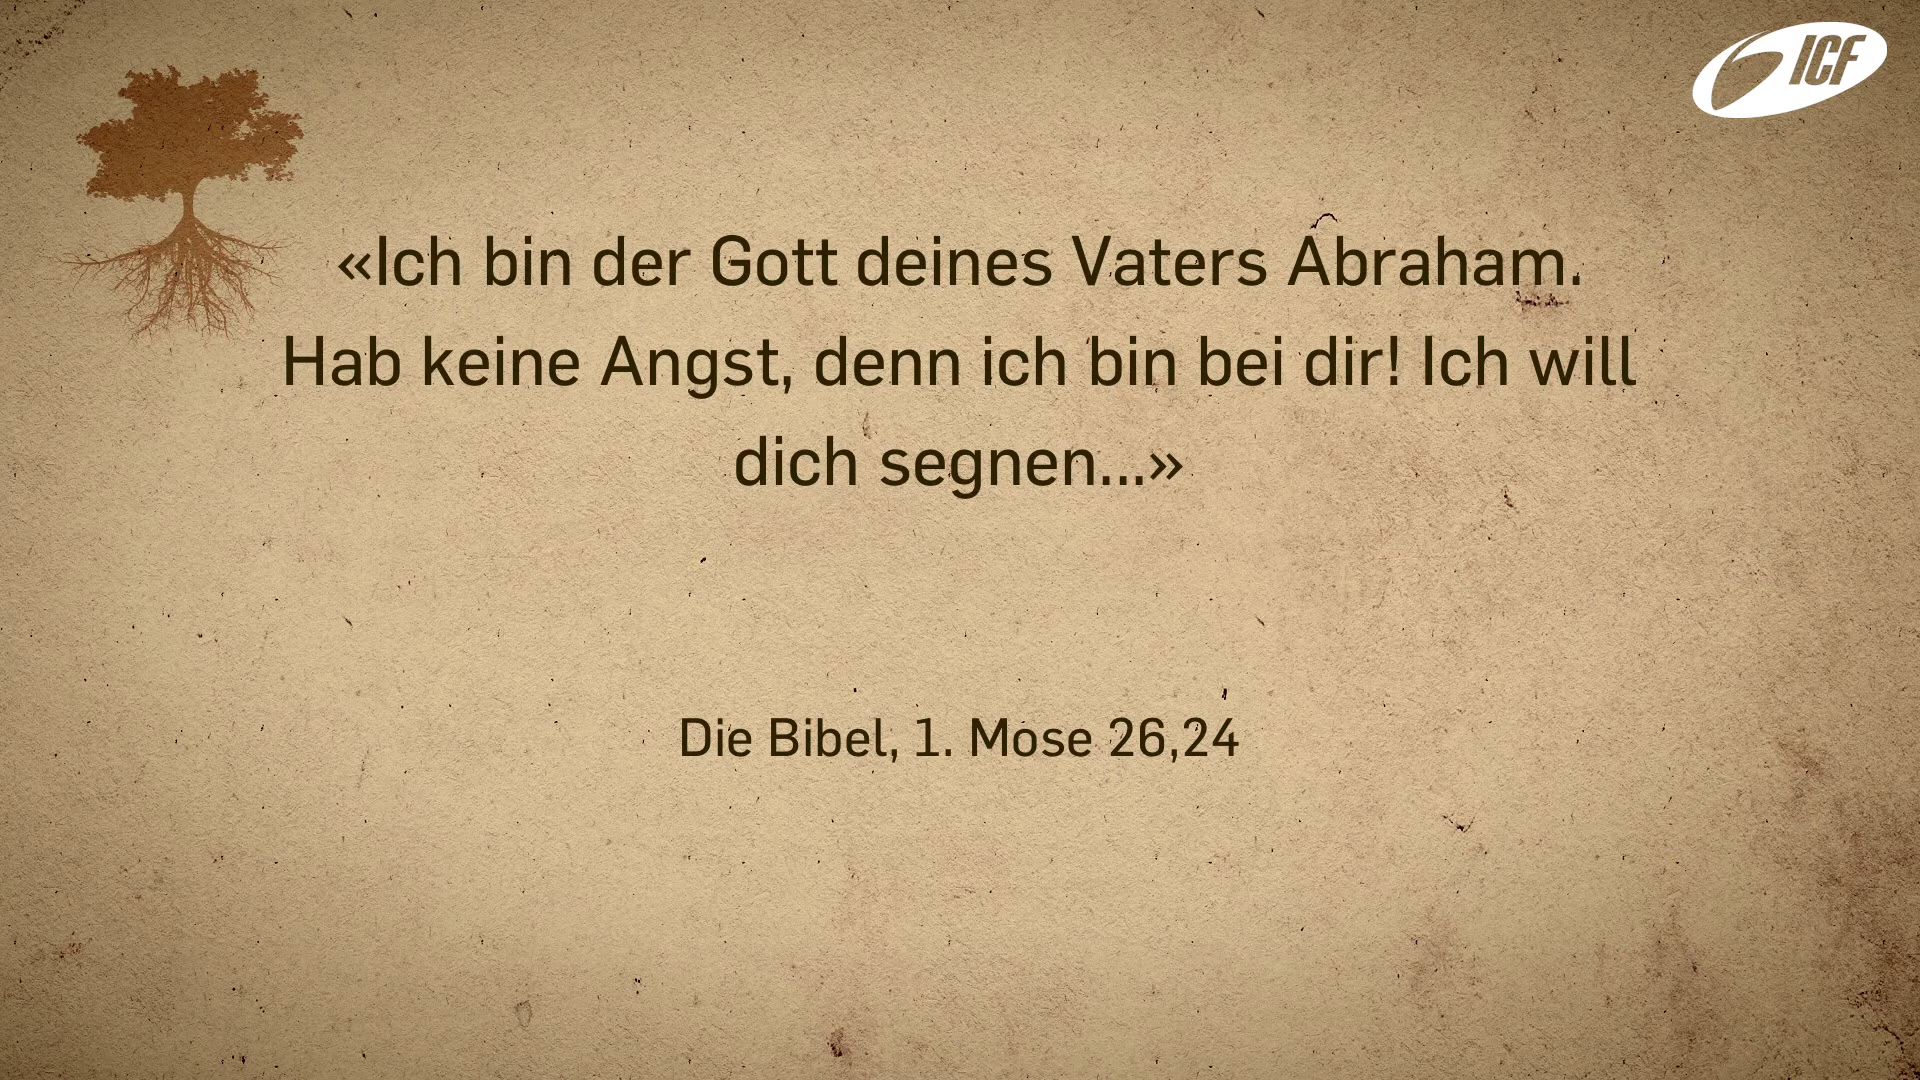 ICF
«Ich bin der Gott deines Vaters Abraham.
Hab keine Angst, denn ich bin bei dir! Ich will
dich segnen...»
Die Bibel, 1. Mose 26,24